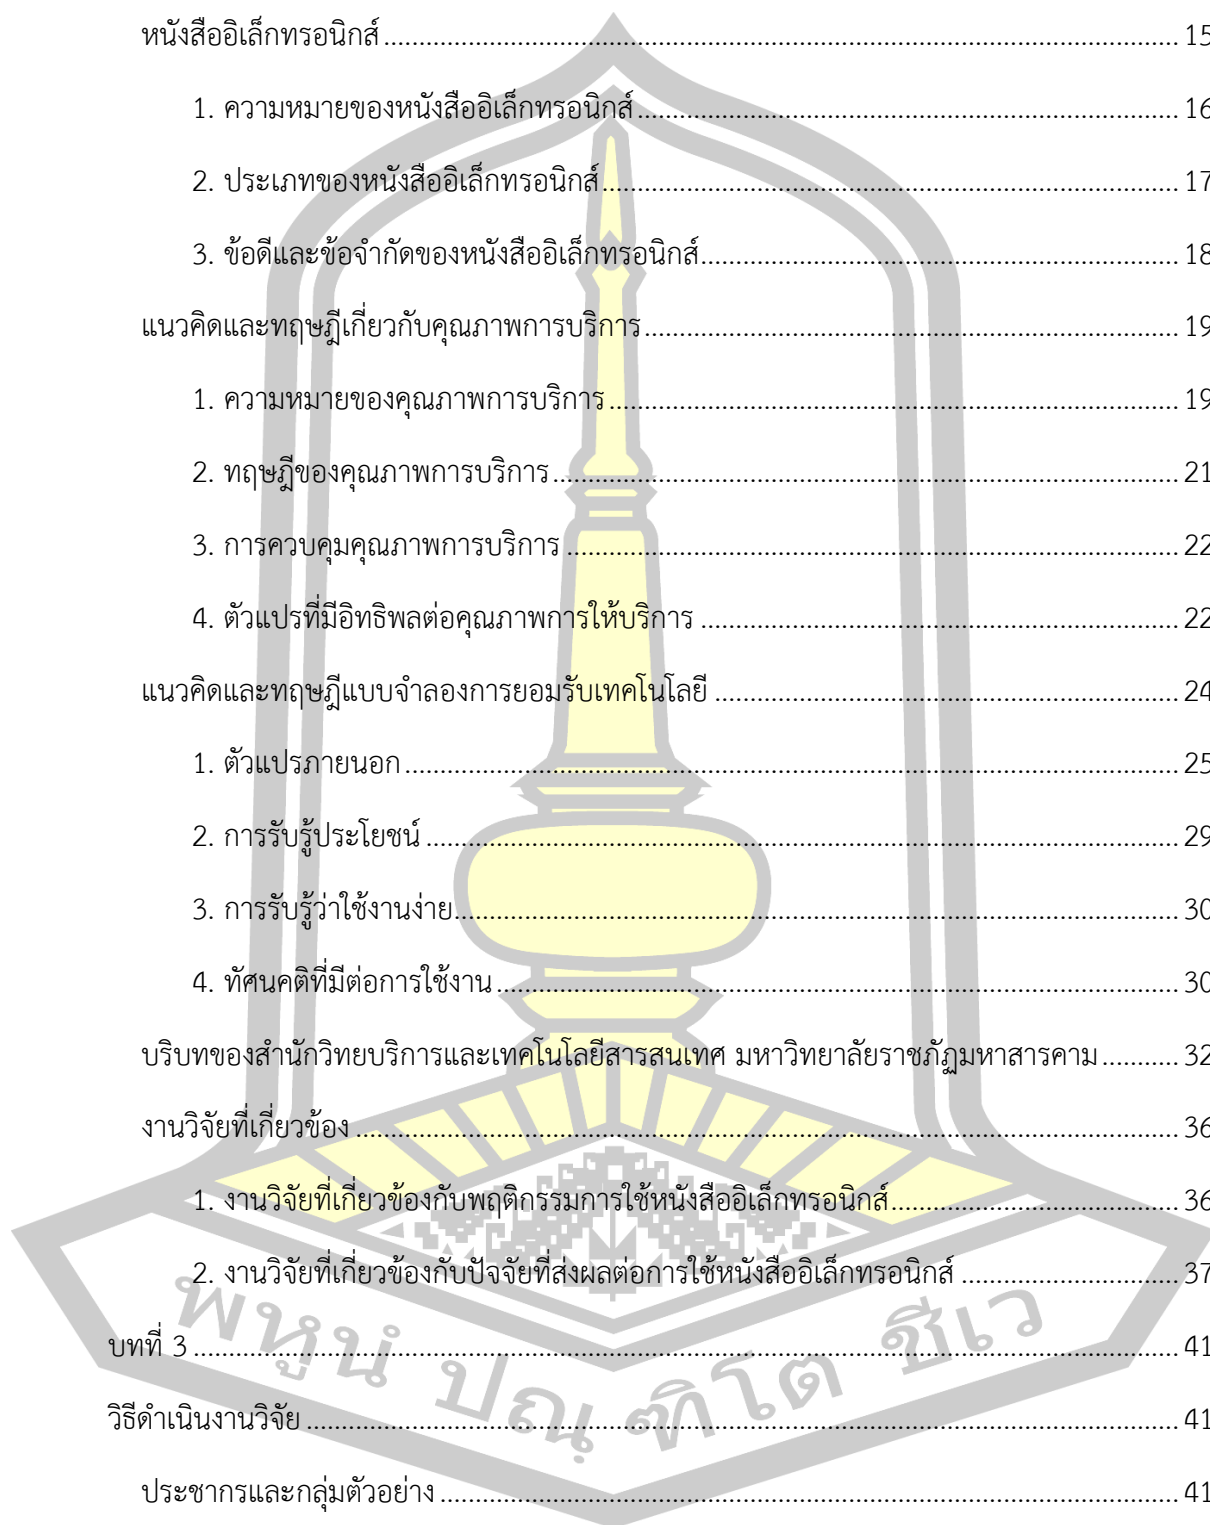 หนังสืออิเล็กทรอนิกส์ ........................................ 15
1. ความหมายของหนังสืออิเล็กทรอนิกส์ ........................................ 16
2. ประเภทของหนังสืออิเล็กทรอนิกส์ ........................................ 17
3. ข้อดีและข้อจำกัดของหนังสืออิเล็กทรอนิกส์ ........................................ 18
แนวคิดและทฤษฎีเกี่ยวกับคุณภาพการบริการ ........................................ 19
1. ความหมายของคุณภาพการบริการ ........................................ 19
2. ทฤษฎีของคุณภาพการบริการ ........................................ 21
3. การควบคุมคุณภาพการบริการ ........................................ 22
4. ตัวแปรที่มีอิทธิพลต่อคุณภาพการให้บริการ ........................................ 22
แนวคิดและทฤษฎีแบบจำลองการยอมรับเทคโนโลยี ........................................ 24
1. ตัวแปรภายนอก ........................................ 25
2. การรับรู้ประโยชน์ ........................................ 29
3. การรับรู้ว่าใช้งานง่าย ........................................ 30
4. ทัศนคติที่มีต่อการใช้งาน ........................................ 30
บริบทของสำนักวิทยบริการและเทคโนโลยีสารสนเทศ มหาวิทยาลัยราชภัฏมหาสารคาม ........... 32
งานวิจัยที่เกี่ยวข้อง ........................................ 36
1. งานวิจัยที่เกี่ยวข้องกับพฤติกรรมการใช้หนังสืออิเล็กทรอนิกส์ ........................................ 36
2. งานวิจัยที่เกี่ยวข้องกับปัจจัยที่ส่งผลต่อการใช้หนังสืออิเล็กทรอนิกส์ ........................................ 37
บทที่ 3 ........................................ 41
วิธีดำเนินงานวิจัย ........................................ 41
ประชากรและกลุ่มตัวอย่าง ........................................ 41
พหูนํ ปณฺฑิโต ชีเว